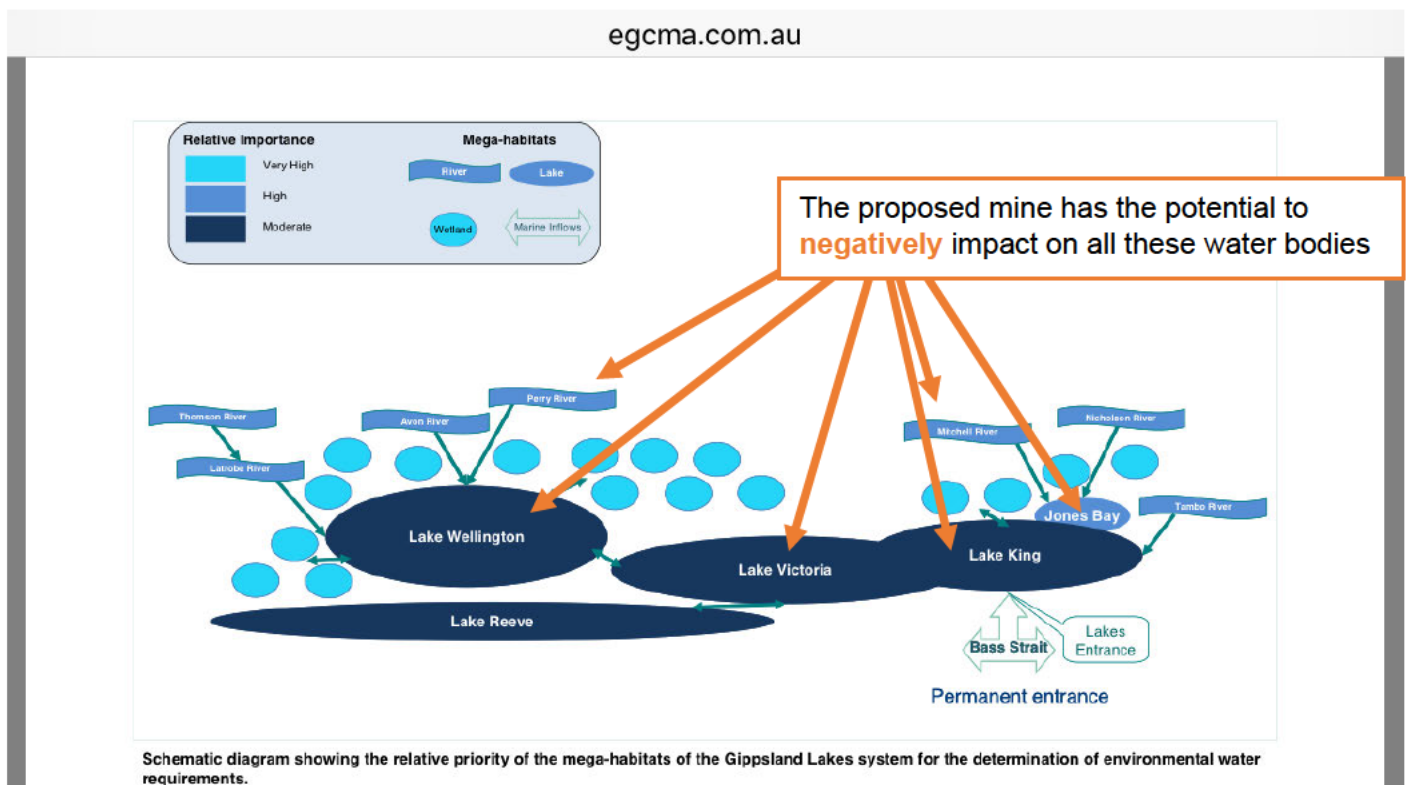 egcma.com.au
Relative Importance
Very High
High
Moderate
Mega-habitats
River
Lake
Wetland
Marine Inflows
The proposed mine has the potential to
negatively impact on all these water bodies
Thomson River
Latrobe River
Avon River
Perry River
Mitchell River
Nicholson River
Tambo River
Jones Bay
Lake Wellington
Lake Victoria
Lake King
Lake Reeve
Bass Strait
Lakes
Entrance
Permanent entrance
Schematic diagram showing the relative priority of the mega-habitats of the Gippsland Lakes system for the determination of environmental water
requirements.